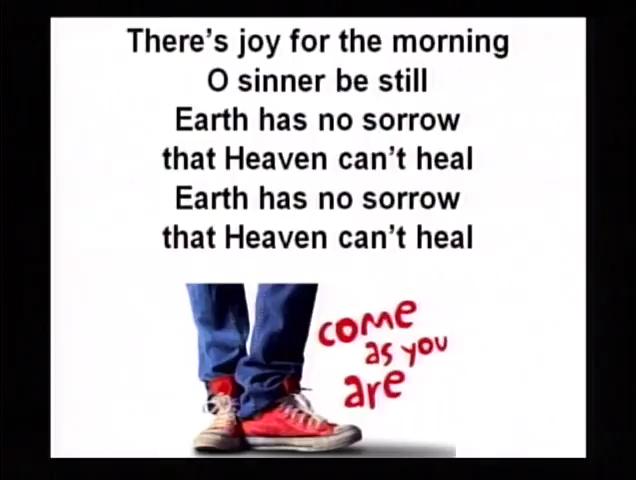 There's joy for the morning
O sinner be still
Earth has no sorrow
that Heaven can't heal
Earth has no sorrow
that Heaven can't heal
come
as you
are